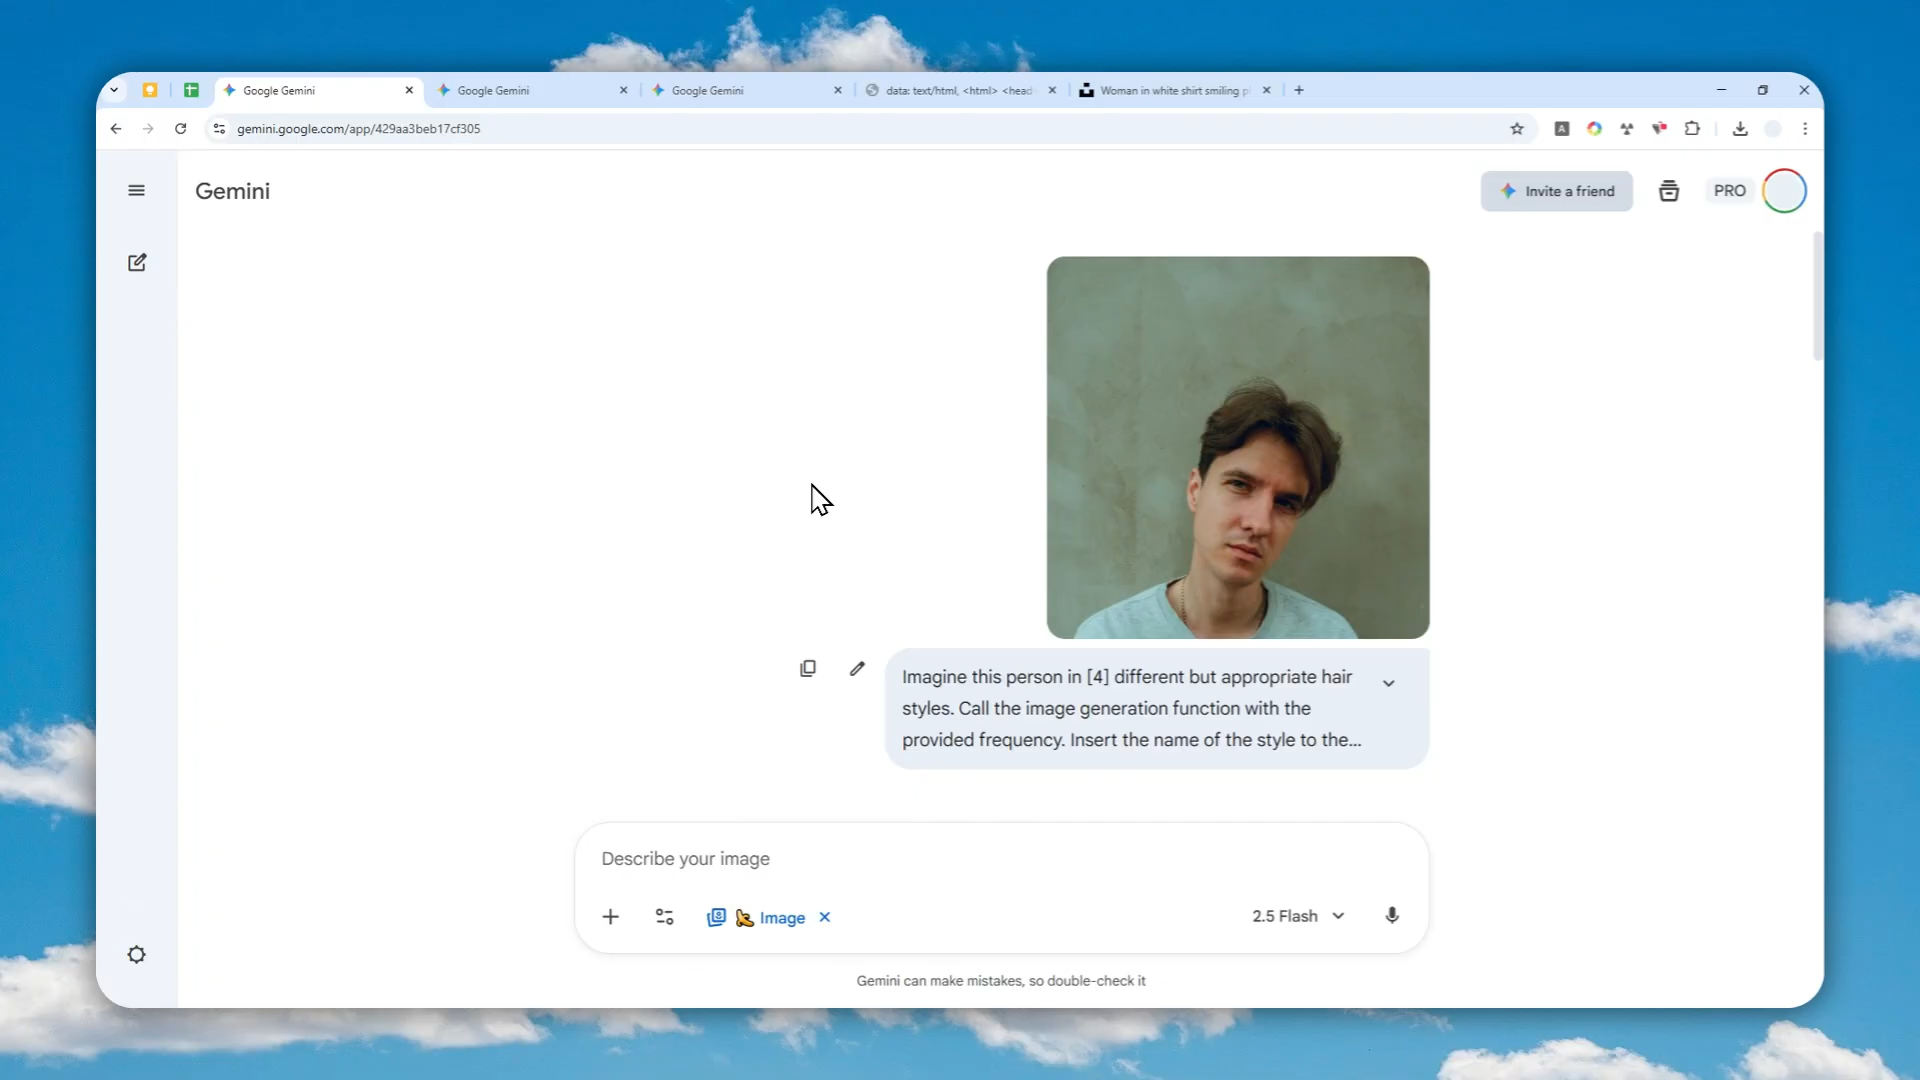 Google Gemini
Google Gemini
Google Gemini
data: text/html, <html> <head
Woman in white shirt smiling pi
gemini.google.com/app/429aa3beb17cf305
A
Gemini
Invite a friend
PRO
Imagine this person in [4] different but appropriate hair
styles. Call the image generation function with the
provided frequency. Insert the name of the style to the...
Describe your image
Image
2.5 Flash
Gemini can make mistakes, so double-check it